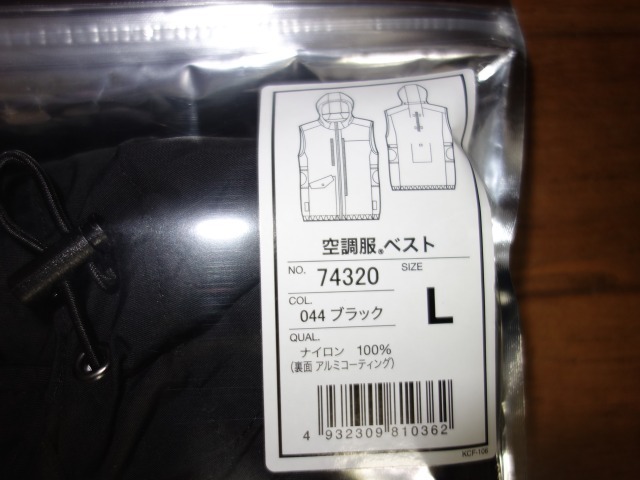 空調服®ベスト
NO. 74320
SIZE
L
COL.
044 ブラック
QUAL.
ナイロン 100%
(裏面 アルミコーティング)
4 932309 810362
KCF-108